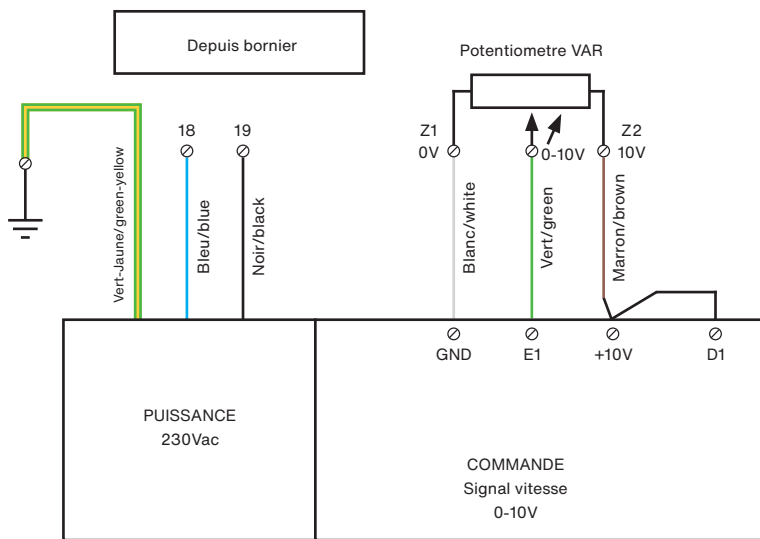 Depuis bornier
Potentiometre VAR
18
19
Z1
0V
0-10V
Z2
10V
Vert-Jaune/green-yellow
Bleu/blue
Noir/black
Blanc/white
Vert/green
Marron/brown
GND
E1
+10V
D1
PUISSANCE
230Vac
COMMANDE
Signal vitesse
0-10V